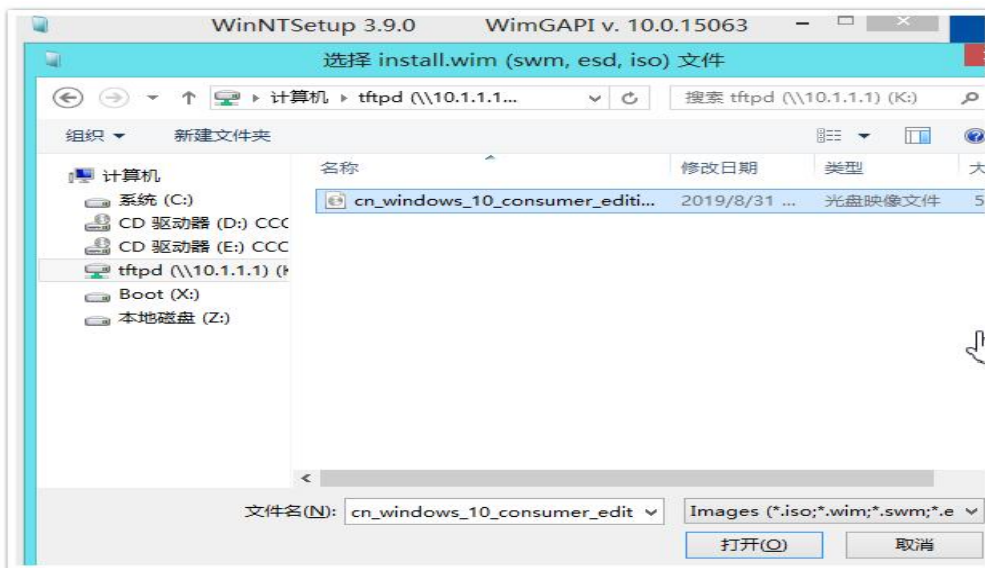 WinNTSetup 3.9.0 WimGAPI v. 10.0.15063
选择 install.wim (swm, esd, iso) 文件
计算机 tftpd (\\10.1.1.1... 搜索 tftpd (\\10.1.1.1) (K:)
组织 新建文件夹
名称 修改日期 类型 大
计算机
系统 (C:)
cn_windows_10_consumer_editi... 2019/8/31 ... 光盘映像文件 5
CD 驱动器 (D:) CCC
CD 驱动器 (E:) CCC
tftpd (\\10.1.1.1) (K
Boot (X:)
本地磁盘 (Z:)
文件名(N): cn_windows_10_consumer_edit Images (*.iso;*.wim;*.swm;*.e
打开(O) 取消